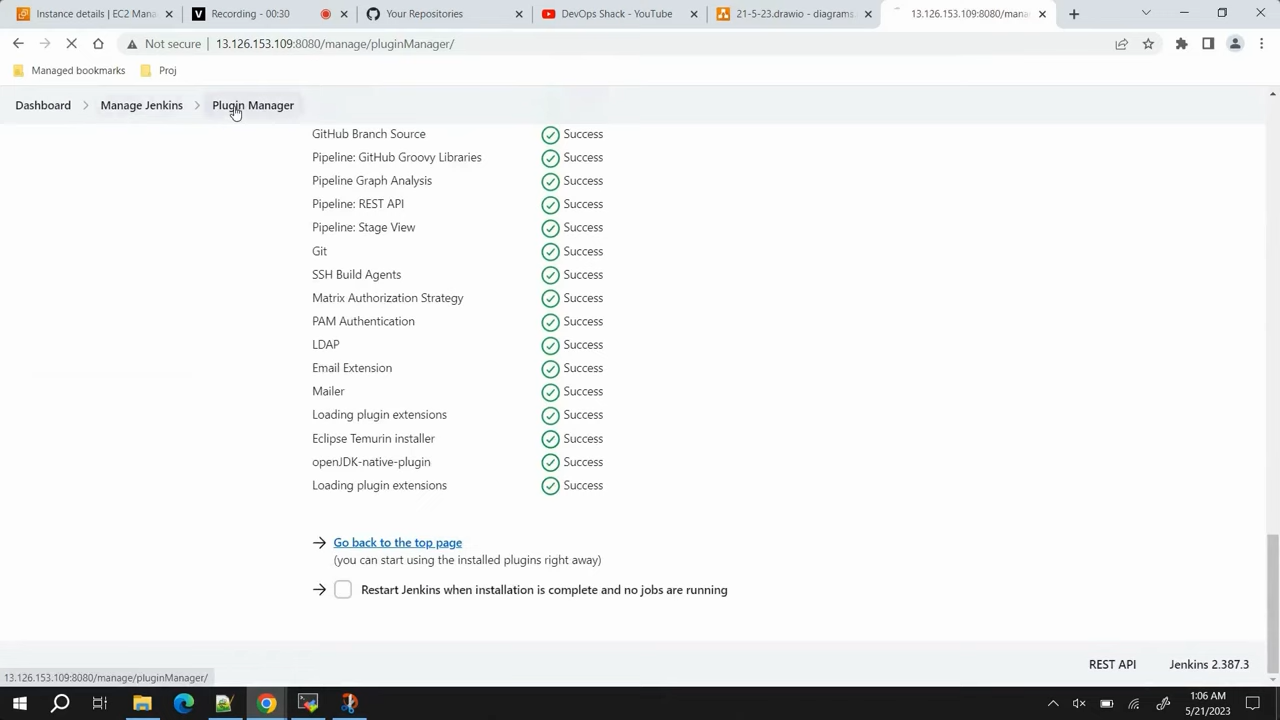 Instance details | EC2 Mana
Recording - 00:30
Your Repositories
DevOps Shack - YouTube
21-5-23.drawio - diagrams.
13.126.153.109:8080/mana
Not secure
13.126.153.109:8080/manage/pluginManager/
Managed bookmarks
Proj
Dashboard
Manage Jenkins
Plugin Manager
GitHub Branch Source Success
Pipeline: GitHub Groovy Libraries Success
Pipeline Graph Analysis Success
Pipeline: REST API Success
Pipeline: Stage View Success
Git Success
SSH Build Agents Success
Matrix Authorization Strategy Success
PAM Authentication Success
LDAP Success
Email Extension Success
Mailer Success
Loading plugin extensions Success
Eclipse Temurin installer Success
openJDK-native-plugin Success
Loading plugin extensions Success
Go back to the top page
(you can start using the installed plugins right away)
Restart Jenkins when installation is complete and no jobs are running
REST API
Jenkins 2.387.3
13.126.153.109:8080/manage/pluginManager/
1:06 AM
5/21/2023